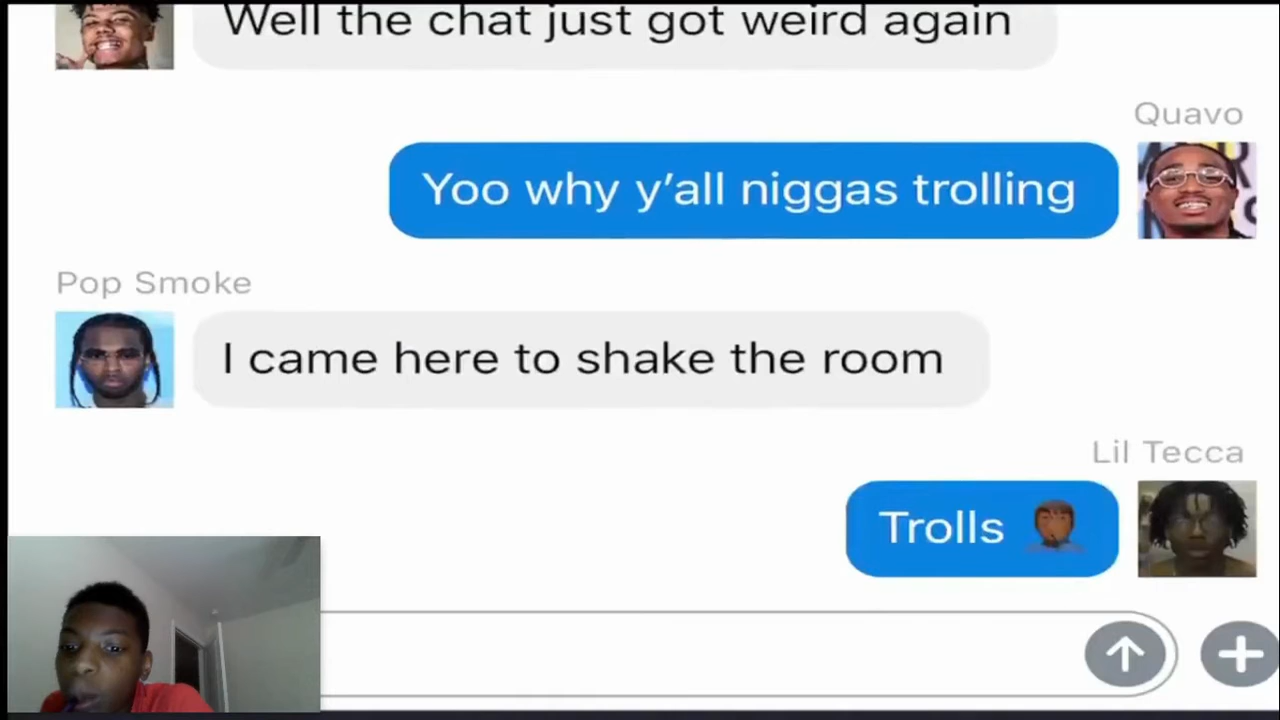 Well the chat just got weird again
Quavo
Yoo why y'all niggas trolling
Pop Smoke
I came here to shake the room
Lil Tecca
Trolls